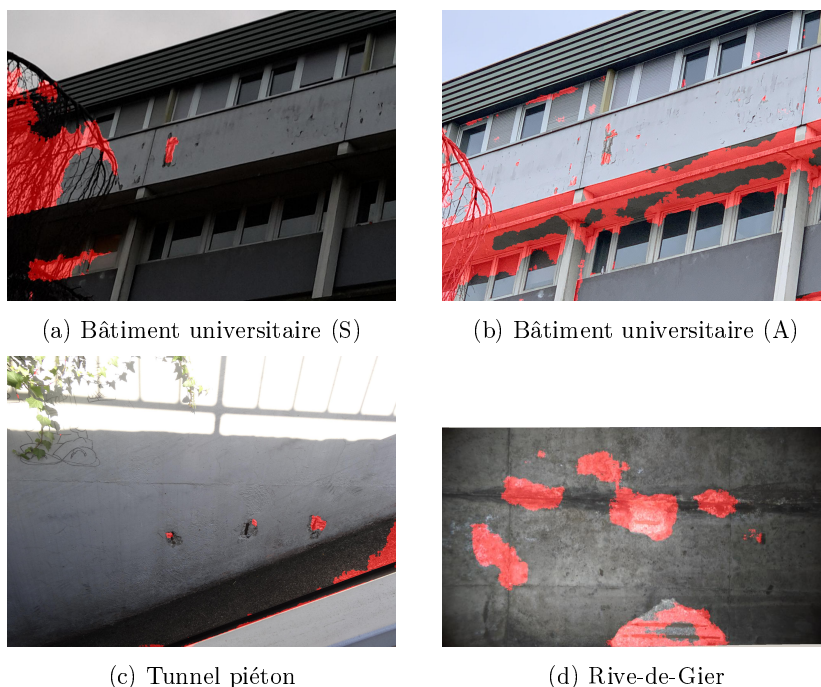 (a) Bâtiment universitaire (S)
(b) Bâtiment universitaire (A)
(c) Tunnel piéton
(d) Rive-de-Gier